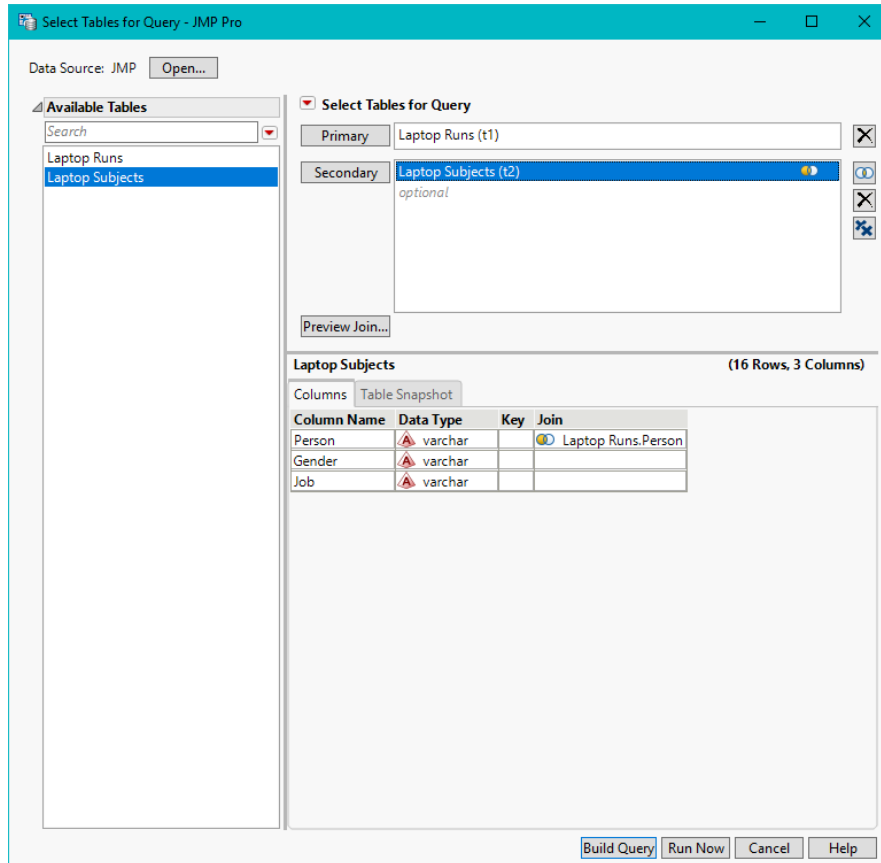 Select Tables for Query - JMP Pro
Data Source: JMP Open...
Available Tables
Search
Laptop Runs
Laptop Subjects
Select Tables for Query
Primary Laptop Runs (t1)
Secondary Laptop Subjects (t2)
optional
Preview Join...
Laptop Subjects (16 Rows, 3 Columns)
Columns Table Snapshot
Column Name Data Type Key Join
Person A varchar Laptop Runs.Person
Gender A varchar
Job A varchar
Build Query Run Now Cancel Help